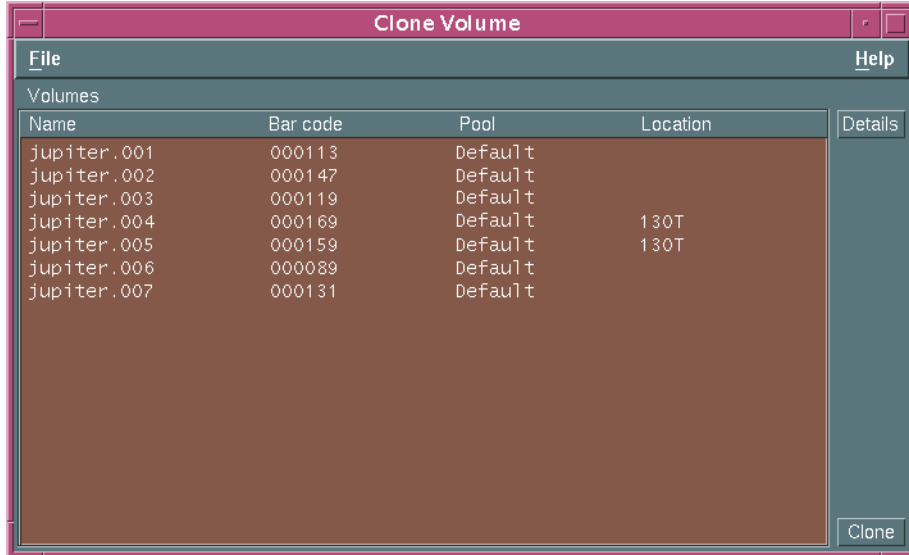 Clone Volume
File Help
Volumes
Name Bar code Pool Location Details
jupiter.001 000113 Default
jupiter.002 000147 Default
jupiter.003 000119 Default
jupiter.004 000169 Default 130T
jupiter.005 000159 Default 130T
jupiter.006 000089 Default
jupiter.007 000131 Default
Clone